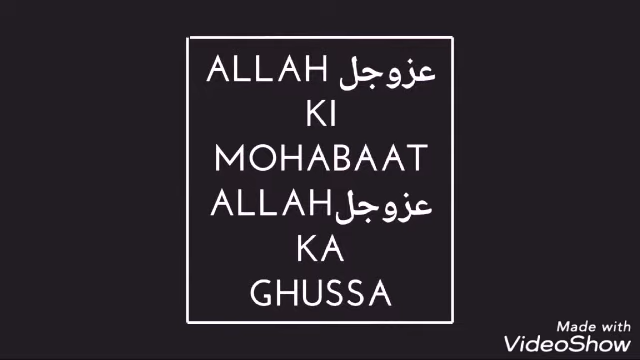 ALLAH عزوجل
KI
MOHABAAT
ALLAHعزوجل
KA
GHUSSA
Made with
VideoShow